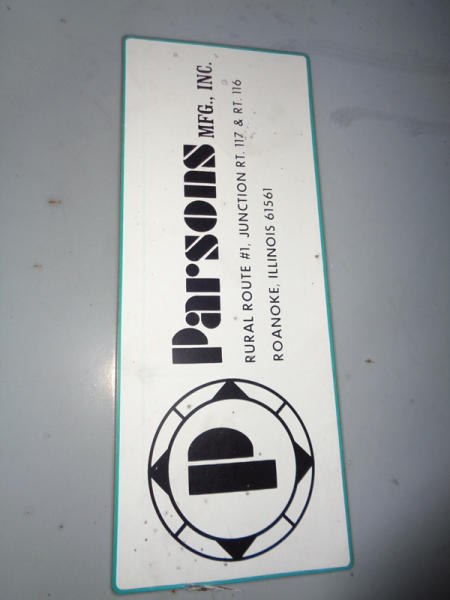 P
Parsons MFG., INC.
RURAL ROUTE #1, JUNCTION RT. 117 & RT. 116
ROANOKE, ILLINOIS 61561